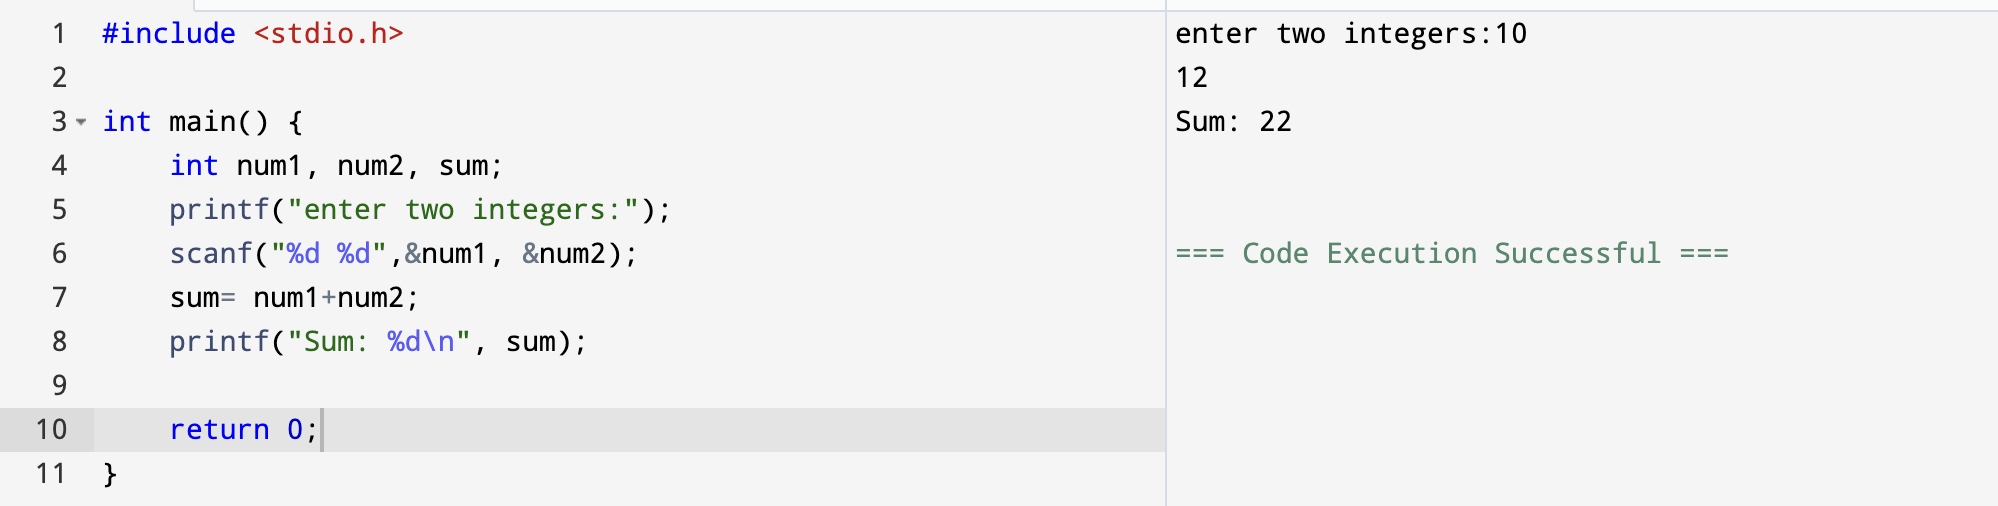 1 #include <stdio.h>
2
3 int main() {
4 int num1, num2, sum;
5 printf("enter two integers:");
6 scanf("%d %d",&num1, &num2);
7 sum= num1+num2;
8 printf("Sum: %d\n", sum);
9
10 return 0;
11 }
enter two integers:10
12
Sum: 22
=== Code Execution Successful ===